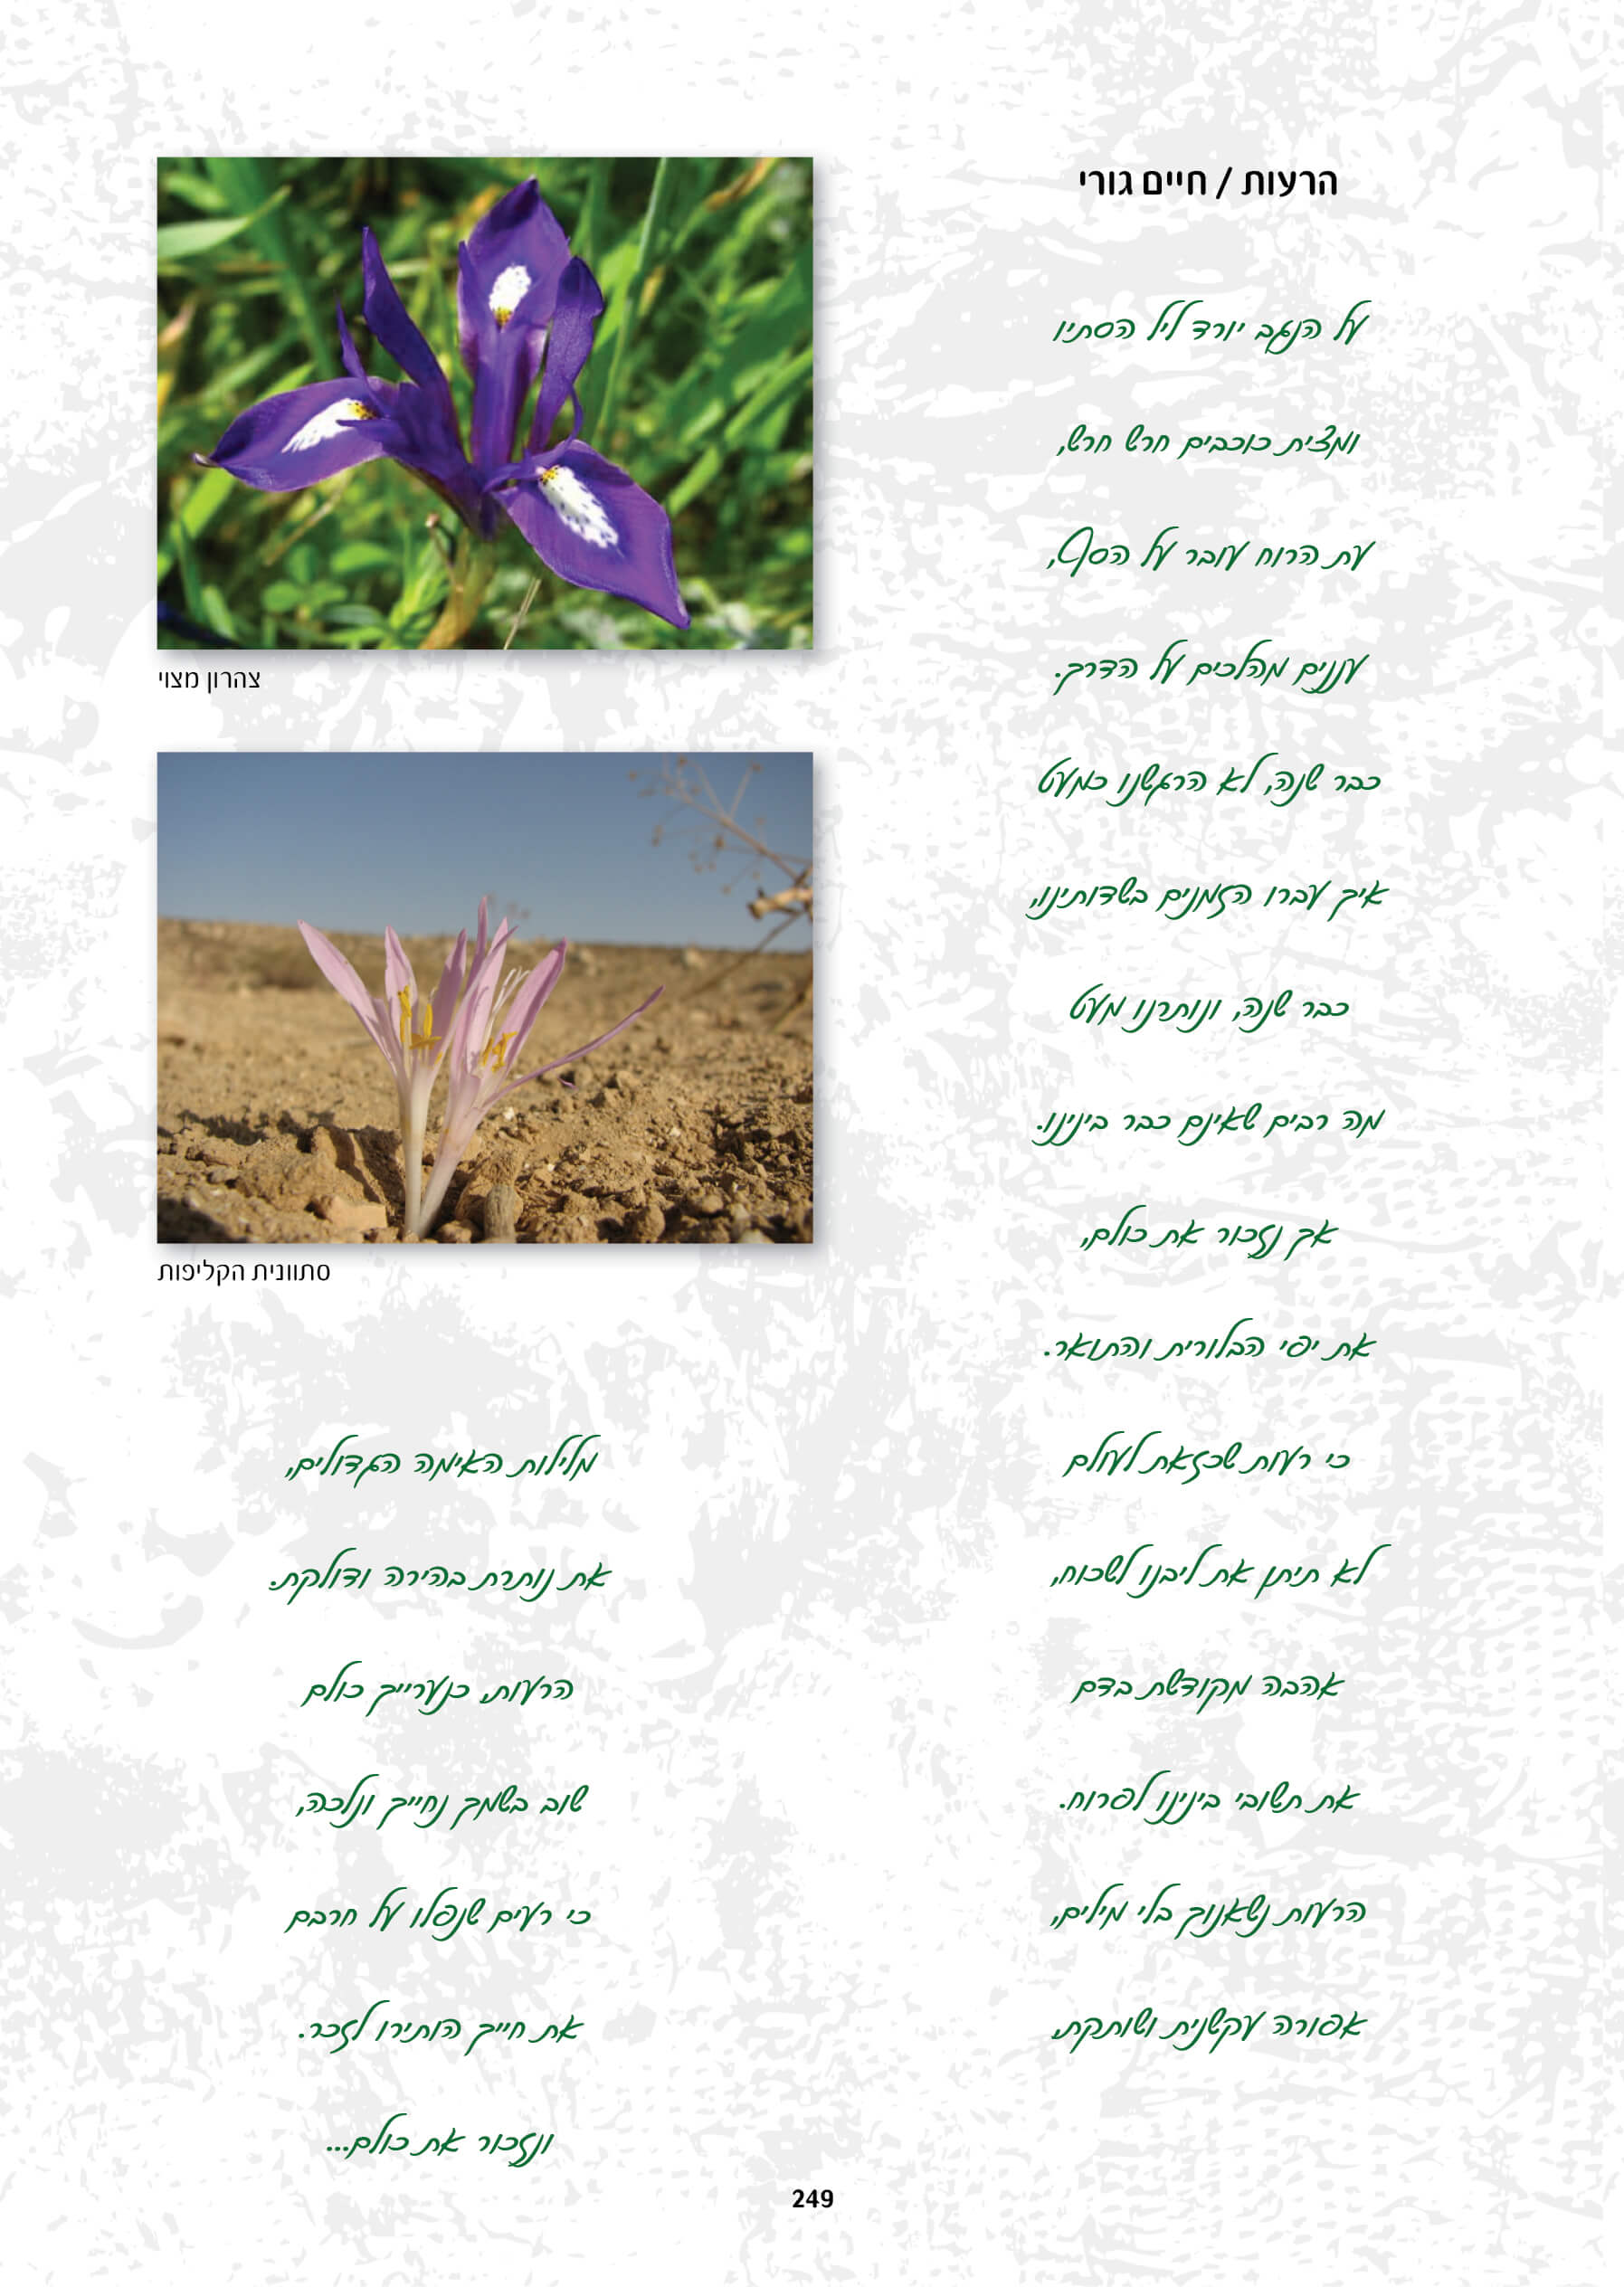 הרעות / חיים גורי
על הנגב יורד ליל הסתיו
ומצית כוכבים חרש חרש,
עת הרוח עובר על הסף,
עננים מהלכים על הדרך.
כבר שנה, לא הרגשנו כמעט
איך עברו הזמנים בשדותינו,
כבר שנה, ונותרנו מעט
מה רבים שאינם כבר בינינו.
אך נזכור את כולם,
את יפי הבלורית והתואר.
כי רעות שכזאת לעולם
לא תיתן את ליבנו לשכוח,
אהבה מקודשת בדם
את תשובי בינינו לפרוח.
הרעות נשאנוך בלי מילים,
אפורה עקשנית ושותקת,
צהרון מצוי
סתוונית הקליפות
מלילות האימה הגדולים,
את נותרת בהירה ודולקת.
הרעות, כנערייך כולם
שוב בשמך נחייך ונלכה,
כי רעים שנפלו על חרבם
את חייך הותירו לזכר.
ונזכור את כולם...
249